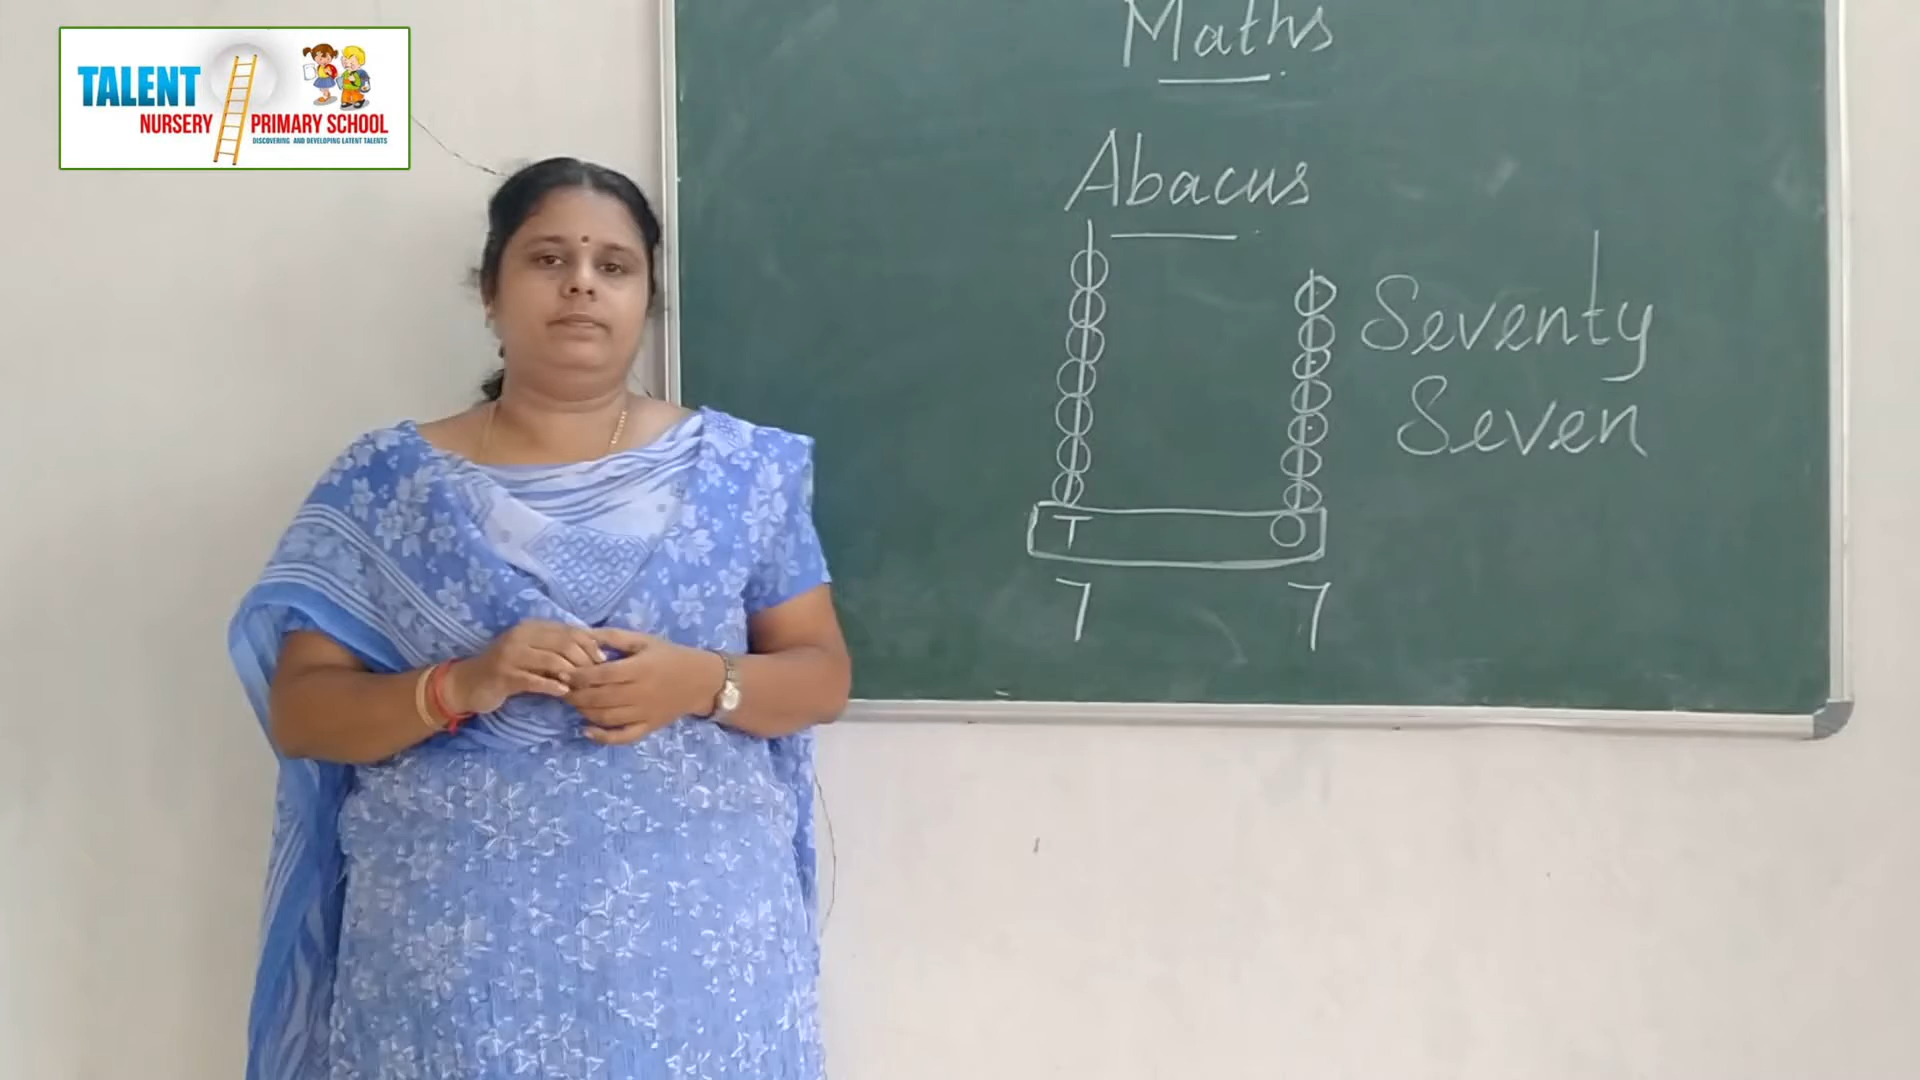 TALENT
NURSERY PRIMARY SCHOOL
DISCOVERING AND DEVELOPING LATENT TALENTS
Maths
Abacus
Seventy
Seven
T O
7 7